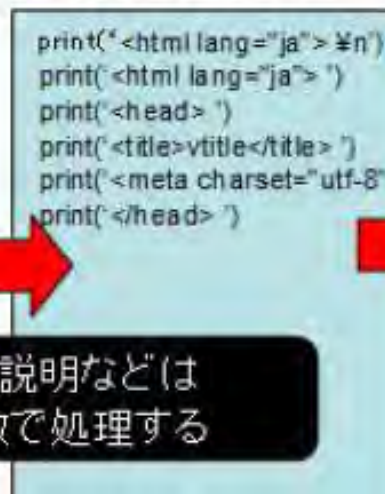 print('<html lang="ja"> ¥n')
print('<html lang="ja"> ')
print('<head> ')
print('<title>vtitle</title> ')
print('<meta charset="utf-8"
print('</head> ')
説明などは
で処理する